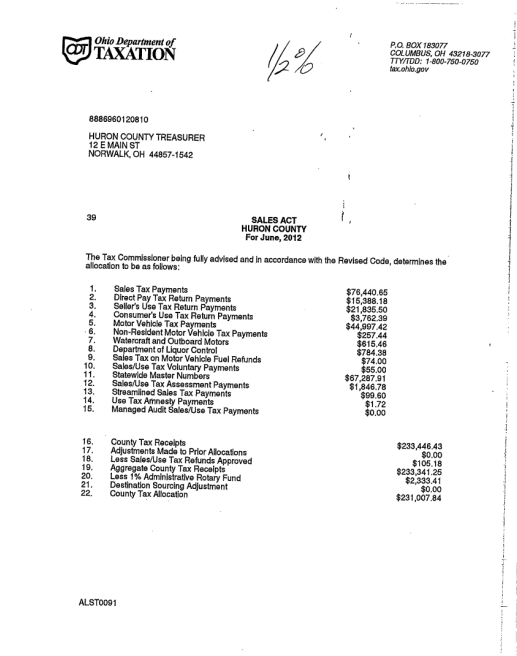 Ohio Department of
TAXATION
1/2 %
P.O. BOX 183077
COLUMBUS, OH 43218-3077
TTY/TDD: 1-800-750-0750
tax.ohio.gov
8886960120810
HURON COUNTY TREASURER
12 E MAIN ST
NORWALK, OH 44857-1542
39
SALES ACT
HURON COUNTY
For June, 2012
The Tax Commissioner being fully advised and in accordance with the Revised Code, determines the
allocation to be as follows:
1. Sales Tax Payments $76,440.65
2. Direct Pay Tax Return Payments $15,388.18
3. Seller's Use Tax Return Payments $21,835.50
4. Consumer's Use Tax Return Payments $3,762.39
5. Motor Vehicle Tax Payments $44,997.42
6. Non-Resident Motor Vehicle Tax Payments $257.44
7. Watercraft and Outboard Motors $615.46
8. Department of Liquor Control $784.38
9. Sales Tax on Motor Vehicle Fuel Refunds $74.00
10. Sales/Use Tax Voluntary Payments $55.00
11. Statewide Master Numbers $67,287.91
12. Sales/Use Tax Assessment Payments $1,846.78
13. Streamlined Sales Tax Payments $99.60
14. Use Tax Amnesty Payments $1.72
15. Managed Audit Sales/Use Tax Payments $0.00
16. County Tax Receipts $233,446.43
17. Adjustments Made to Prior Allocations $0.00
18. Less Sales/Use Tax Refunds Approved $105.18
19. Aggregate County Tax Receipts $233,341.25
20. Less 1% Administrative Rotary Fund $2,333.41
21. Destination Sourcing Adjustment $0.00
22. County Tax Allocation $231,007.84
ALST0091